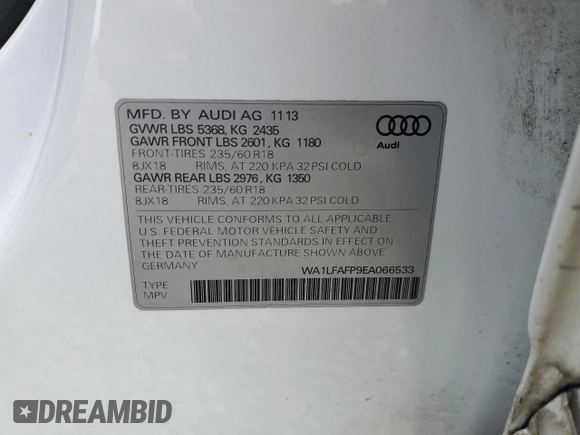 MFD. BY AUDI AG 11 13
GVWR LBS 5368, KG 2435
GAWR FRONT LBS 2601, KG 1180
FRONT-TIRES 235/60 R18
8JX18 RIMS, AT 220 KPA 32 PSI COLD
GAWR REAR LBS 2976, KG 1350
REAR-TIRES 235/60 R18
8JX18 RIMS, AT 220 KPA 32 PSI COLD
Audi
THIS VEHICLE CONFORMS TO ALL APPLICABLE
U.S. FEDERAL MOTOR VEHICLE SAFETY AND
THEFT PREVENTION STANDARDS IN EFFECT ON
THE DATE OF MANUFACTURE SHOWN ABOVE
GERMANY WA1LFAFP9EA066533
TYPE:
MPV
DREAMBID